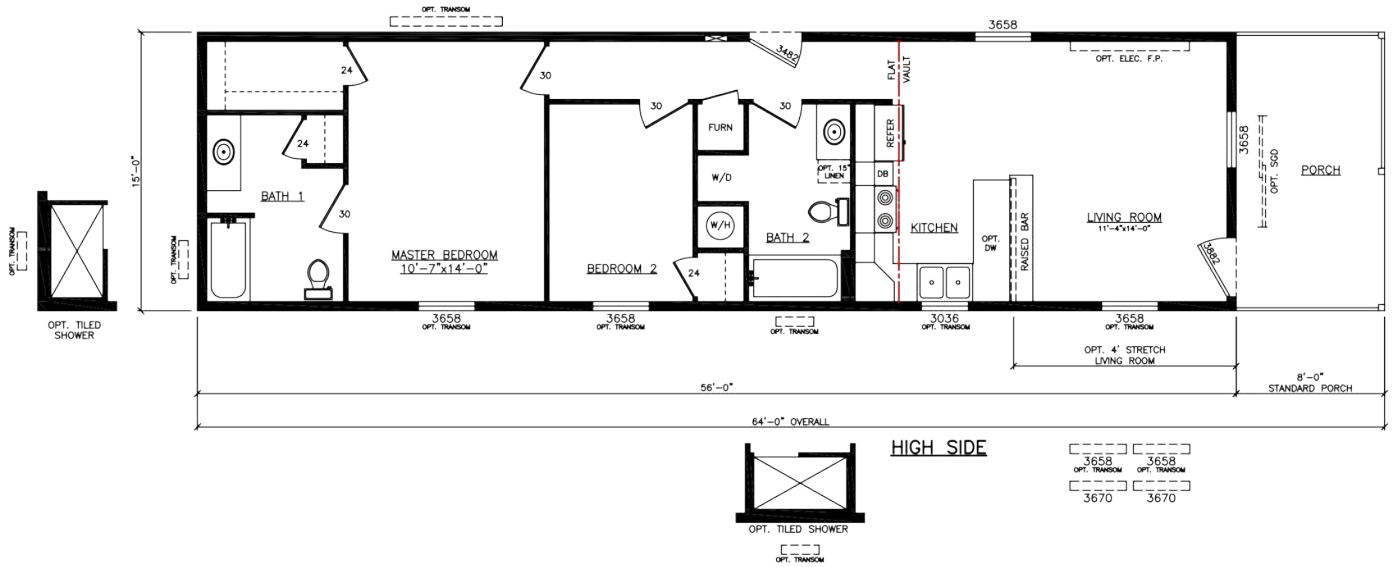 OPT. TRANSOM
3658
3482
24
30
FLAT
VAULT
OPT. ELEC. F.P.
30
30
FURN
REFER
24
3658
OPT. SGD
15'-0"
W/D
OPT. 15"
LINEN
DB
PORCH
BATH 1
30
W/H
BATH 2
KITCHEN
OPT.
DW
RAISED BAR
LIVING ROOM
11'-4"x14'-0"
MASTER BEDROOM
10'-7"x14'-0"
BEDROOM 2
24
3882
OPT. TRANSOM
OPT. TRANSOM
OPT. TILED
SHOWER
3658
OPT. TRANSOM
3658
OPT. TRANSOM
OPT. TRANSOM
3036
OPT. TRANSOM
3658
OPT. TRANSOM
OPT. 4' STRETCH
LIVING ROOM
56'-0"
8'-0"
STANDARD PORCH
64'-0" OVERALL
HIGH SIDE
3658
OPT. TRANSOM
3658
OPT. TRANSOM
3670
3670
OPT. TILED SHOWER
OPT. TRANSOM